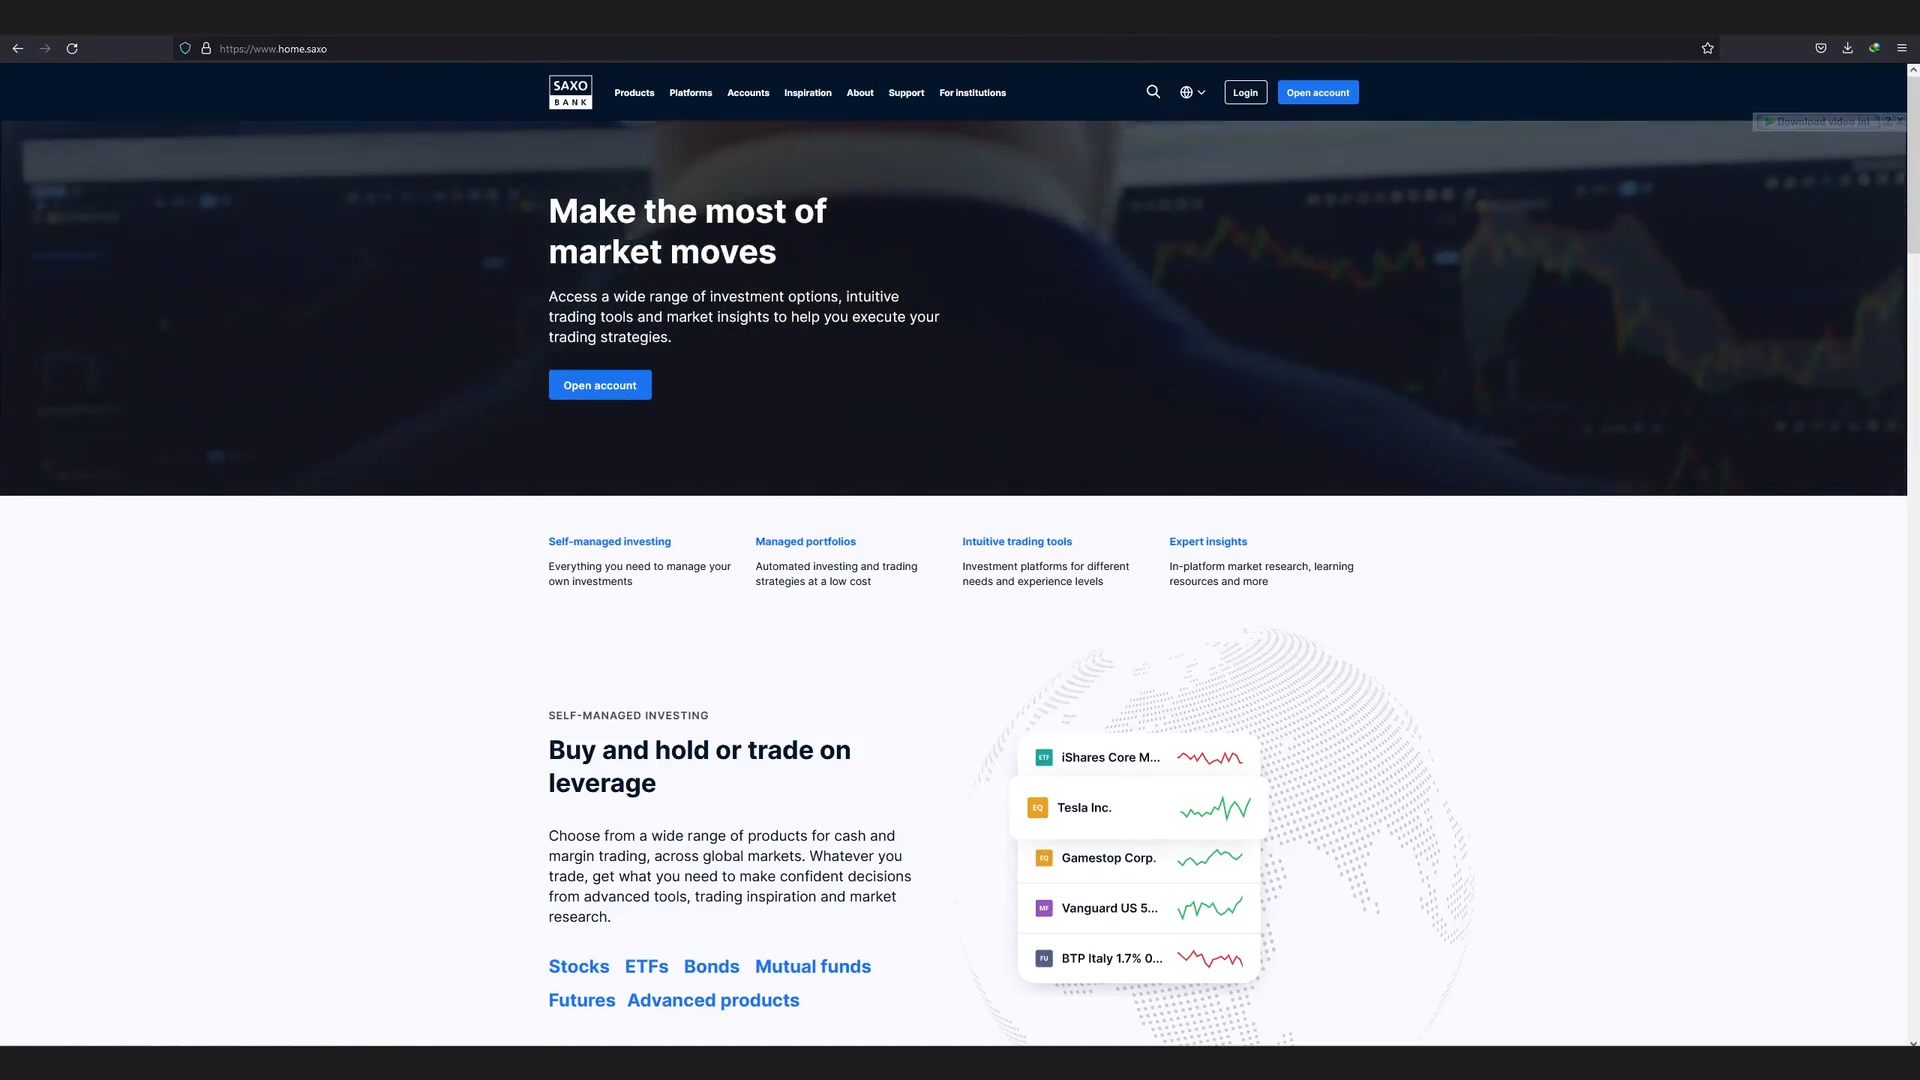 https://www.home.saxo
SAXO
BANK
Products
Platforms
Accounts
Inspiration
About
Support
For institutions
Login
Open account
Download video ini
?
Make the most of
market moves
Access a wide range of investment options, intuitive
trading tools and market insights to help you execute your
trading strategies.
Open account
Self-managed investing
Everything you need to manage your
own investments
Managed portfolios
Automated investing and trading
strategies at a low cost
Intuitive trading tools
Investment platforms for different
needs and experience levels
Expert insights
In-platform market research, learning
resources and more
SELF-MANAGED INVESTING
Buy and hold or trade on
leverage
Choose from a wide range of products for cash and
margin trading, across global markets. Whatever you
trade, get what you need to make confident decisions
from advanced tools, trading inspiration and market
research.
Stocks ETFs Bonds Mutual funds
Futures Advanced products
ETF iShares Core M...
EQ Tesla Inc.
EQ Gamestop Corp.
MF Vanguard US 5...
FU BTP Italy 1.7% 0...